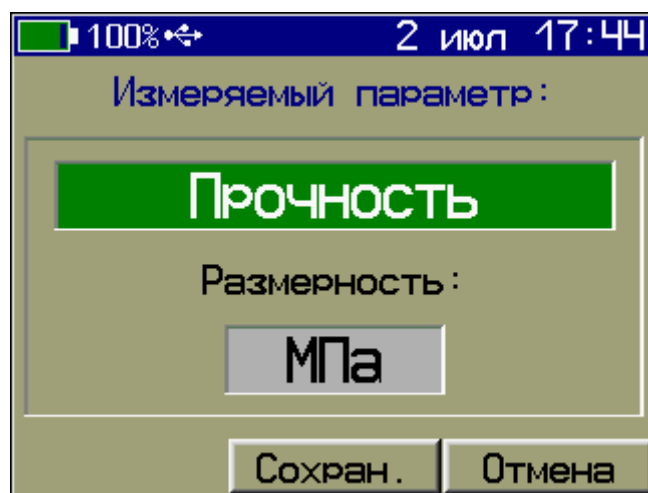 100% 2 июл 17:44
Измеряемый параметр:
Прочность
Размерность:
МПа
Сохран. Отмена